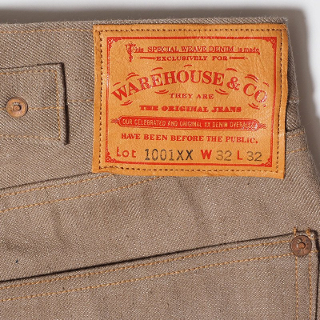 This SPECIAL WEAVE DENIM is made
EXCLUSIVELY FOR
WAREHOUSE & CO.
THEY ARE
THE ORIGINAL JEANS
OUR CELEBRATED AND ORIGINAL XX DENIM OVERALLS
HAVE BEEN BEFORE THE PUBLIC.
Lot 1001XX W 32 L 32